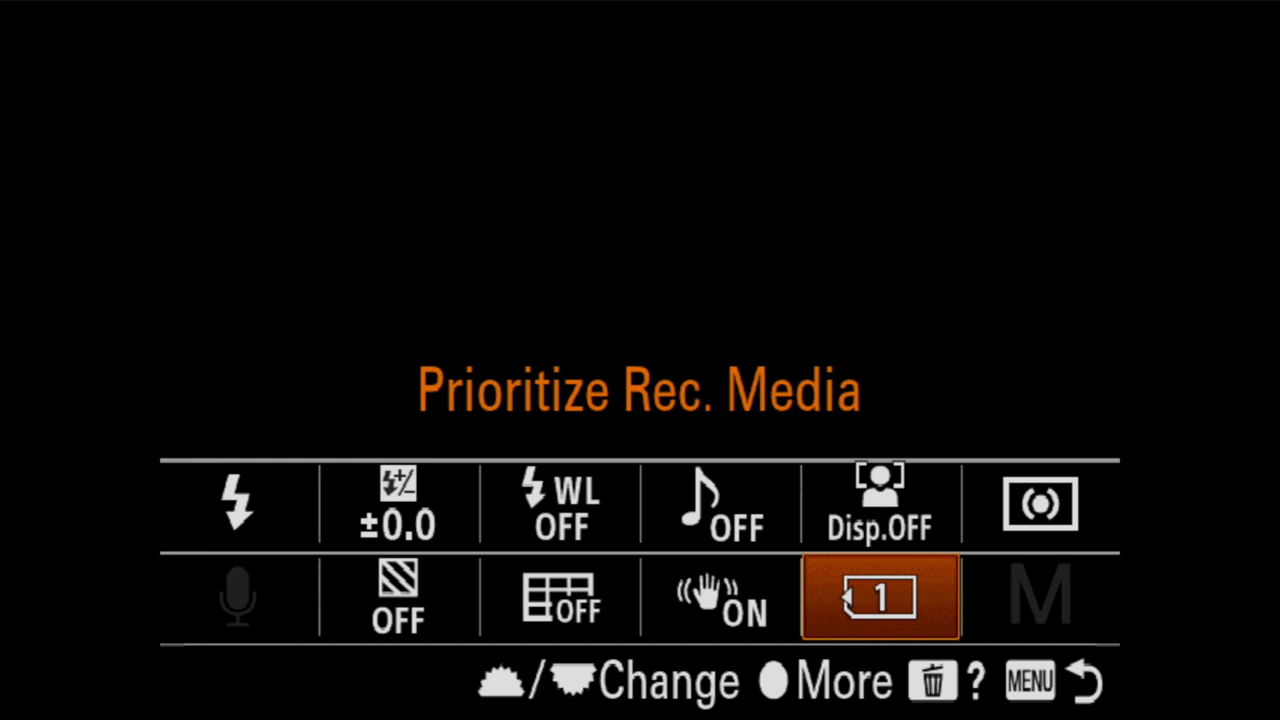 Prioritize Rec. Media
±0.0
WL
OFF
OFF
Disp.OFF
OFF
OFF
ON
1
M
/ Change More ? MENU